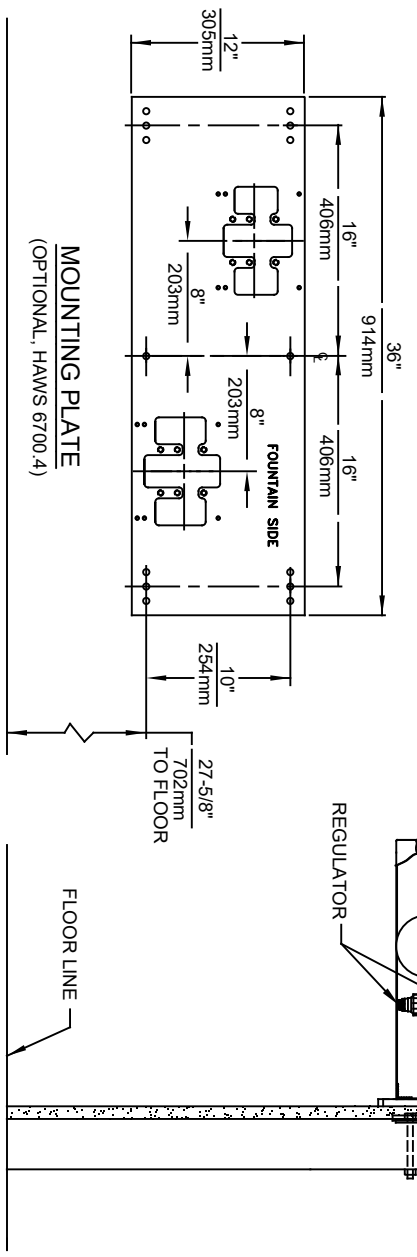 36"
914mm
16"
406mm
16"
406mm
12"
305mm
8"
203mm
8"
203mm
℄
FOUNTAIN SIDE
10"
254mm
27-5/8"
702mm
TO FLOOR
MOUNTING PLATE
(OPTIONAL, HAWS 6700.4)
REGULATOR
FLOOR LINE